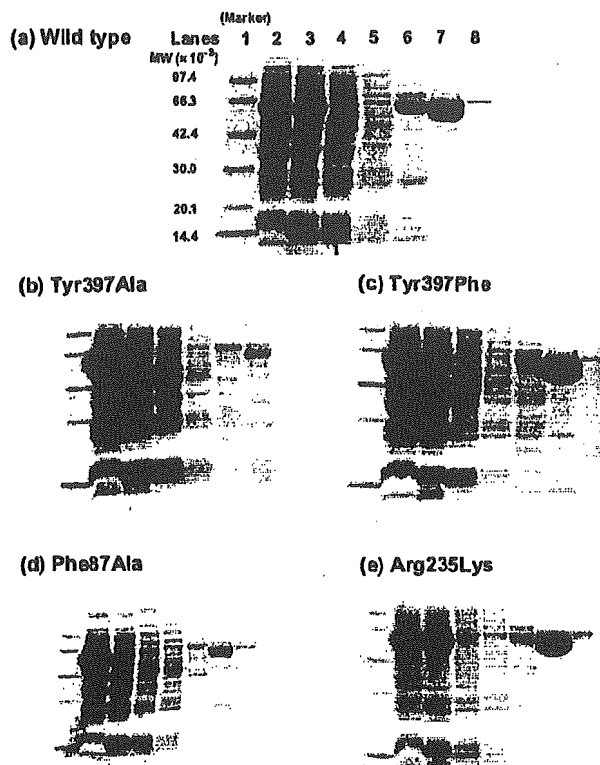 (Marker)
(a) Wild type Lanes 1 2 3 4 5 6 7 8
MW (× 10⁻³)
97.4
66.3
42.4
30.0
20.1
14.4
(b) Tyr397Ala (c) Tyr397Phe
(d) Phe87Ala (e) Arg235Lys